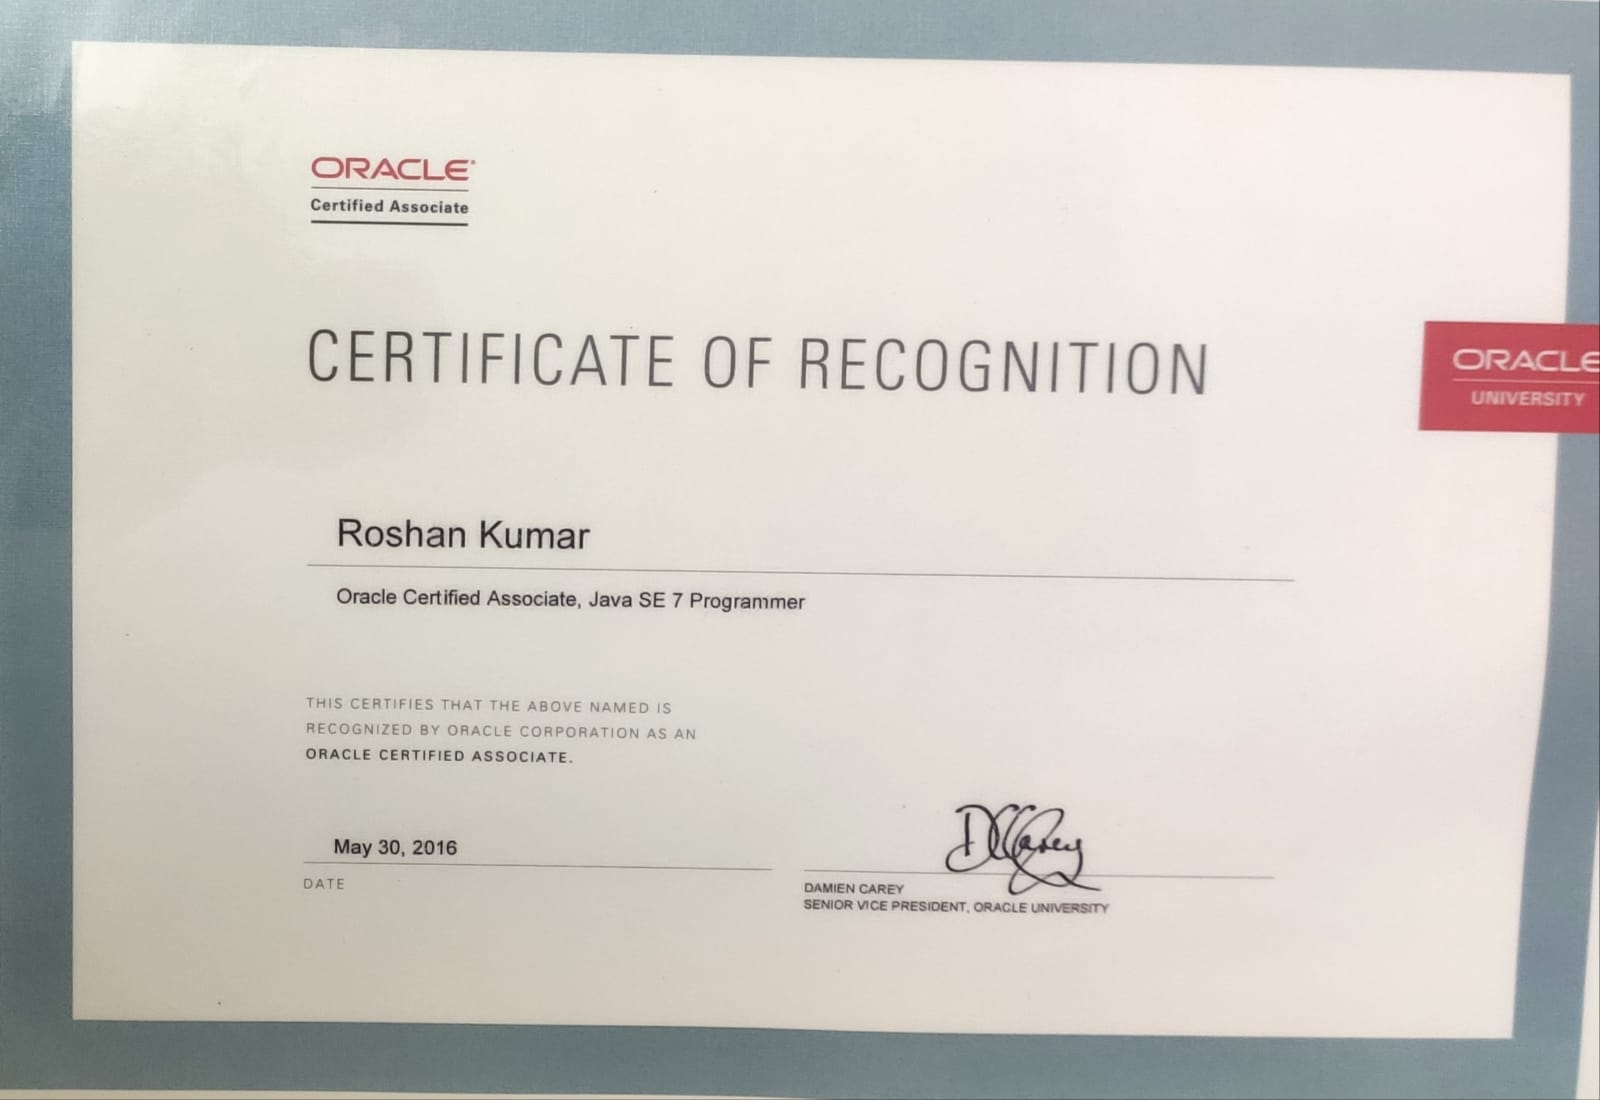 ORACLE®
Certified Associate
CERTIFICATE OF RECOGNITION
ORACLE
UNIVERSITY
Roshan Kumar
Oracle Certified Associate, Java SE 7 Programmer
THIS CERTIFIES THAT THE ABOVE NAMED IS
RECOGNIZED BY ORACLE CORPORATION AS AN
ORACLE CERTIFIED ASSOCIATE.
May 30, 2016
DATE
DCarey
DAMIEN CAREY
SENIOR VICE PRESIDENT, ORACLE UNIVERSITY